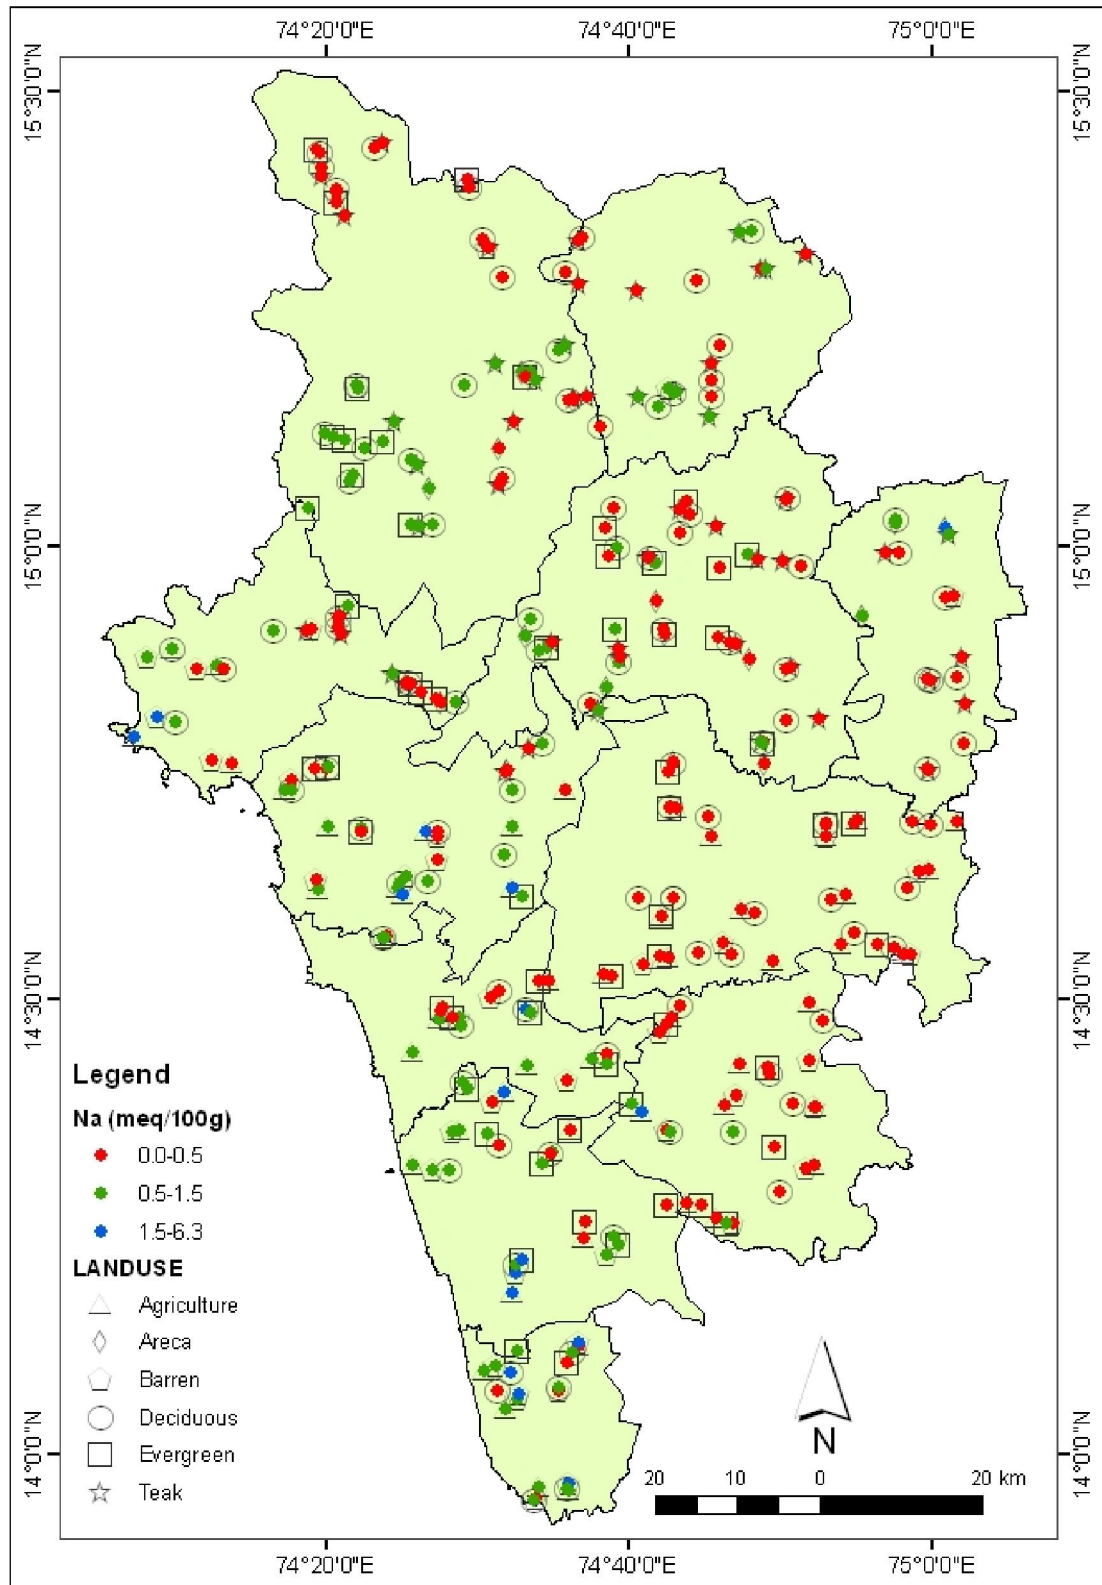 74°20'0"E 74°40'0"E 75°0'0"E
15°30'0"N 15°30'0"N
15°0'0"N 15°0'0"N
14°30'0"N 14°30'0"N
Legend
Na (meq/100g)
0.0-0.5
0.5-1.5
1.5-6.3
LANDUSE
Agriculture
Areca
Barren
Deciduous
Evergreen
Teak
N
20 10 0 20 km
14°0'0"N 14°0'0"N
74°20'0"E 74°40'0"E 75°0'0"E